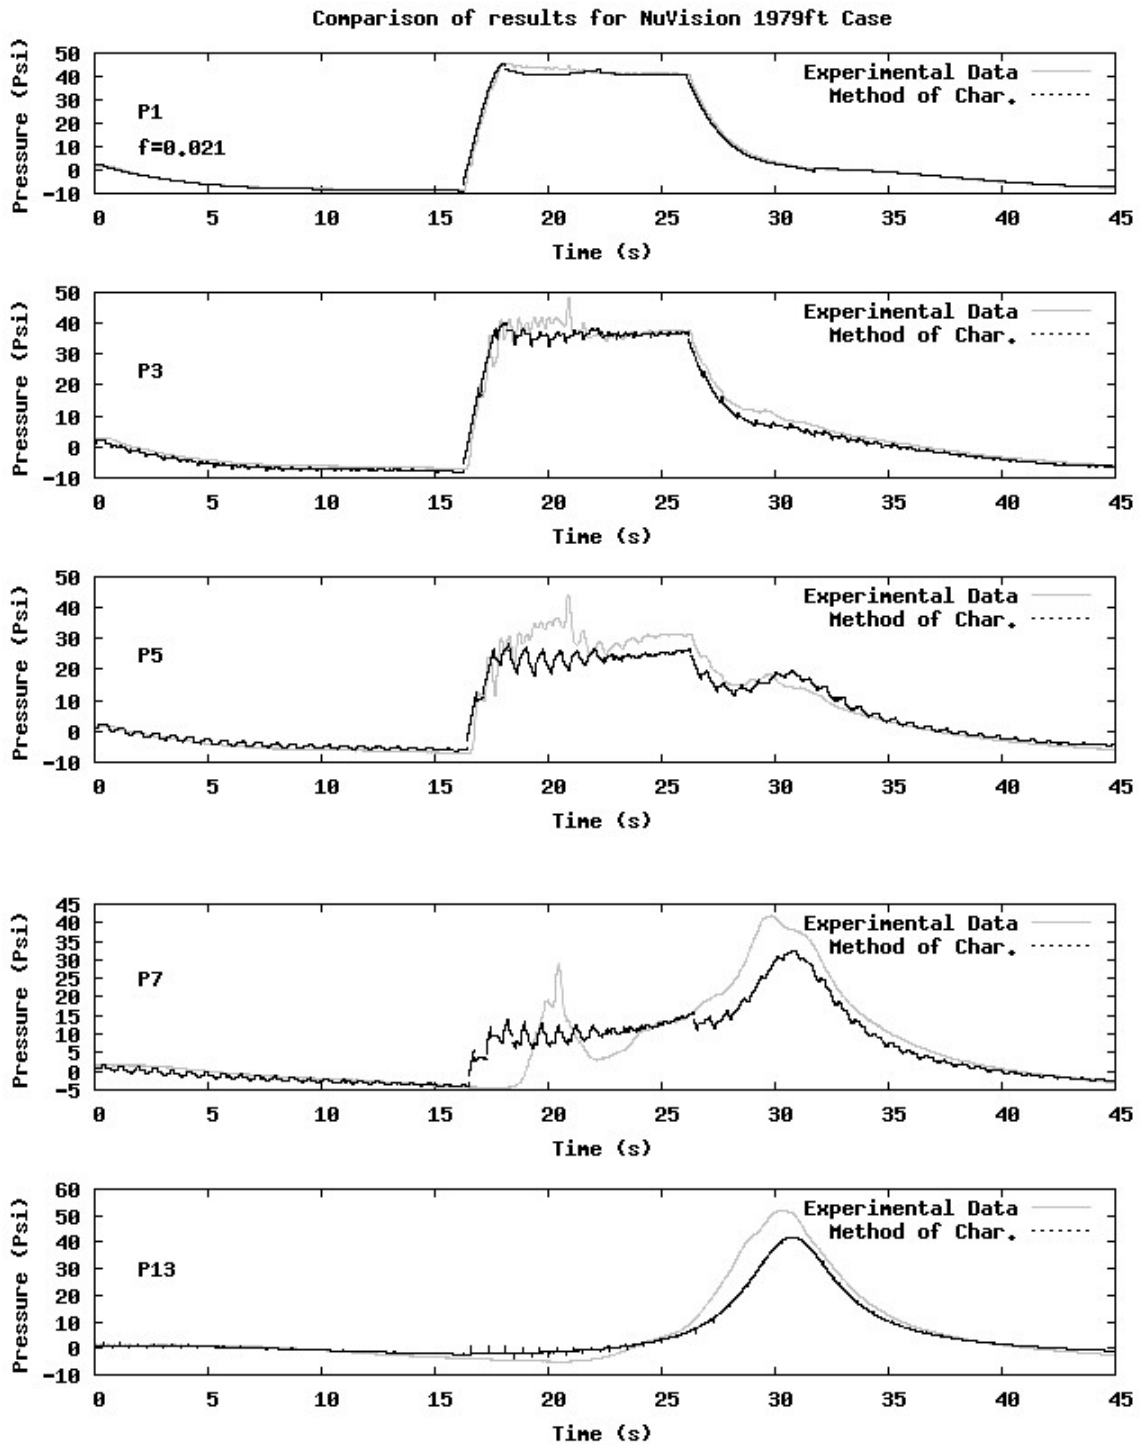 Comparison of results for NuVision 1979ft Case
Pressure (Psi)
50
40
30
20
10
0
-10
P1
f=0.021
Experimental Data
Method of Char.
0 5 10 15 20 25 30 35 40 45
Time (s)
Pressure (Psi)
50
40
30
20
10
0
-10
P3
Experimental Data
Method of Char.
0 5 10 15 20 25 30 35 40 45
Time (s)
Pressure (Psi)
50
40
30
20
10
0
-10
P5
Experimental Data
Method of Char.
0 5 10 15 20 25 30 35 40 45
Time (s)
Pressure (Psi)
45
40
35
30
25
20
15
10
5
0
-5
P7
Experimental Data
Method of Char.
0 5 10 15 20 25 30 35 40 45
Time (s)
Pressure (Psi)
60
50
40
30
20
10
0
-10
P13
Experimental Data
Method of Char.
0 5 10 15 20 25 30 35 40 45
Time (s)